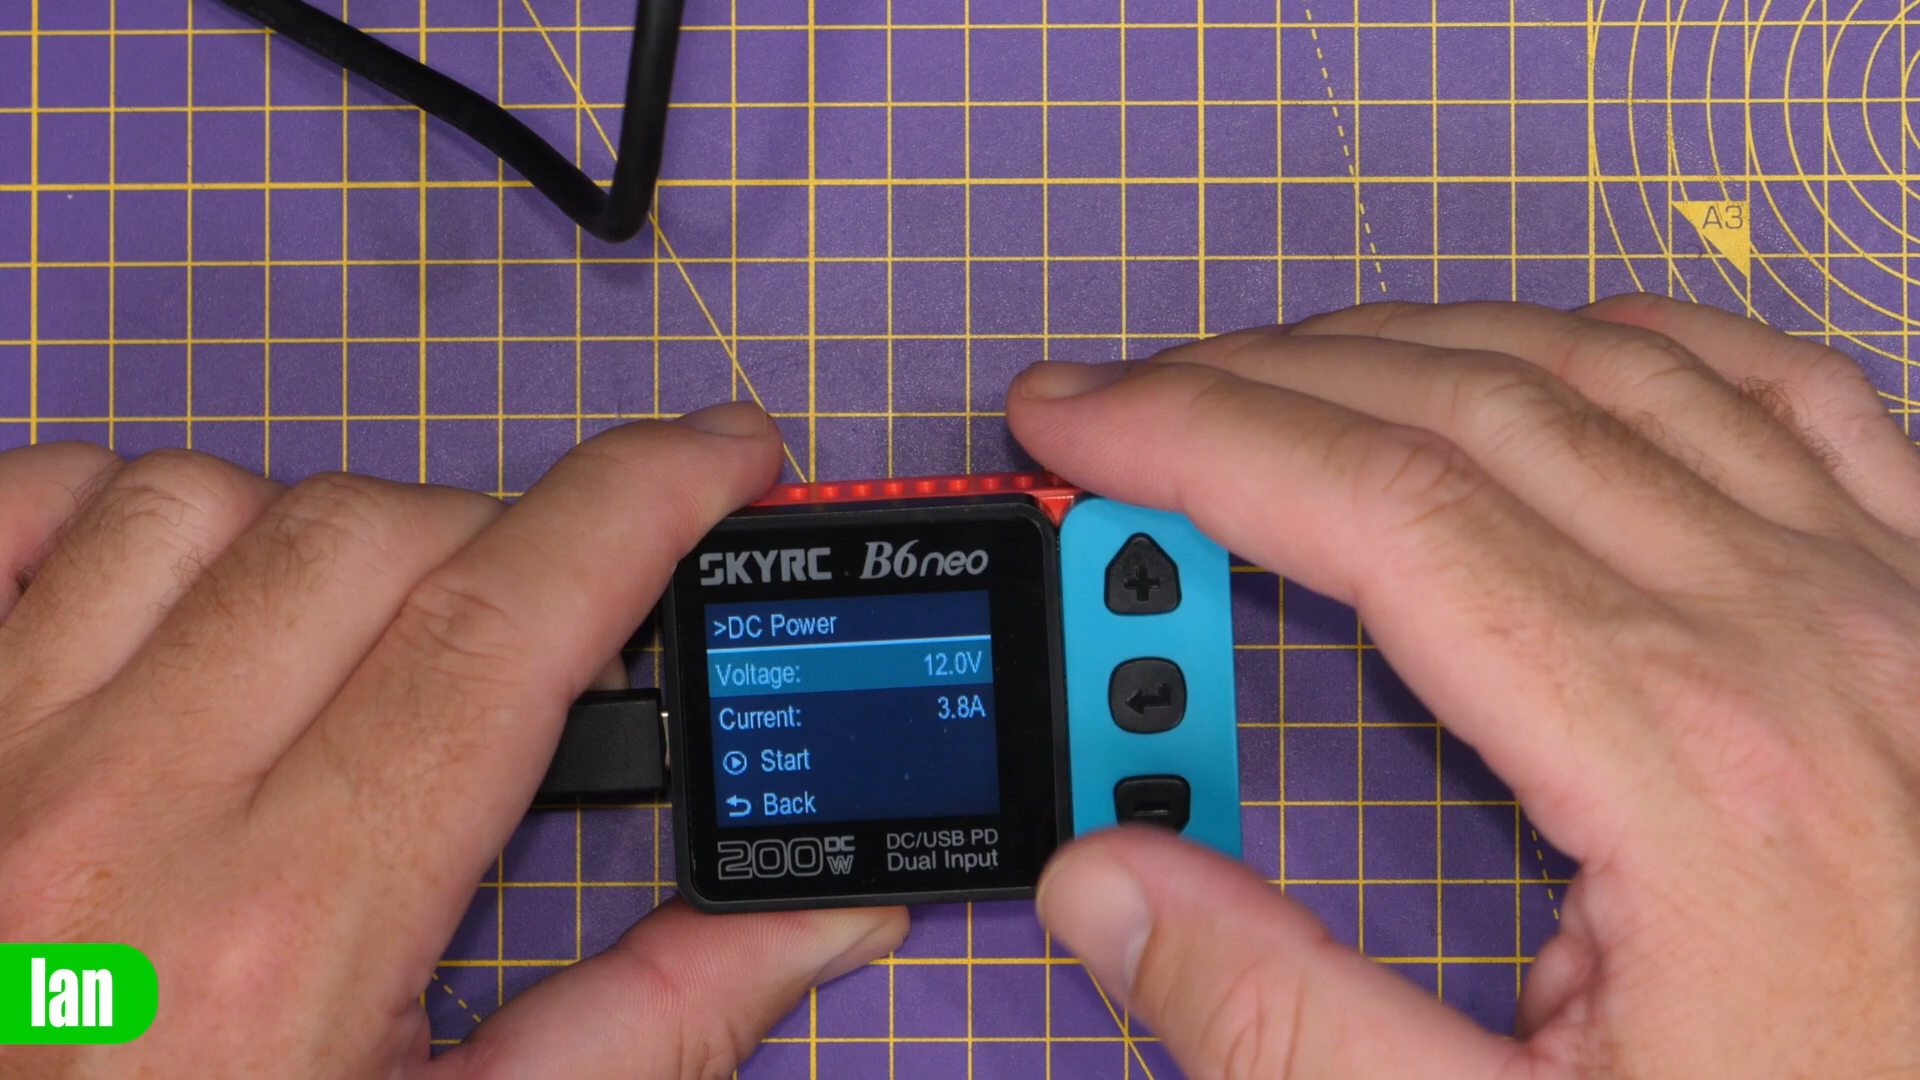 A3
SKYRC B6neo
>DC Power
Voltage: 12.0V
Current: 3.8A
Start
Back
200 DC W
DC/USB PD
Dual Input
Ian